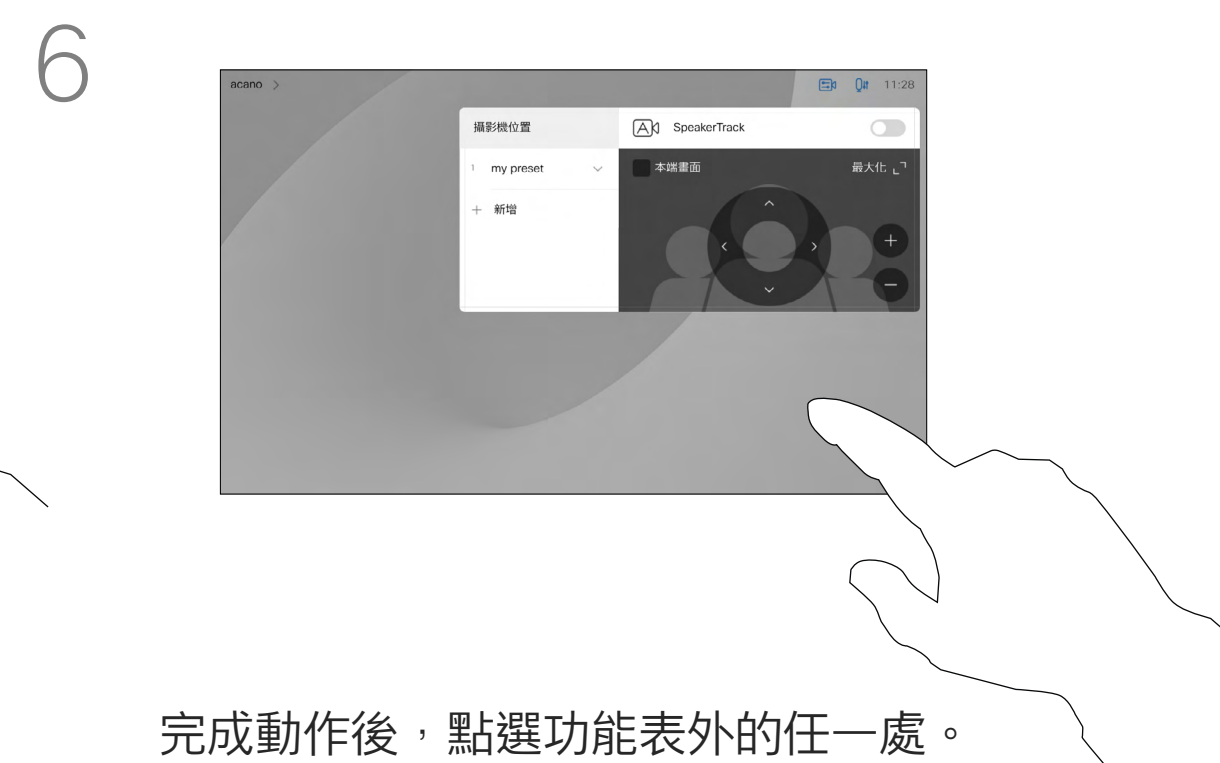 6
acano >
11:28
攝影機位置
SpeakerTrack
1 my preset
本端畫面
最大化
+ 新增
完成動作後，點選功能表外的任一處。